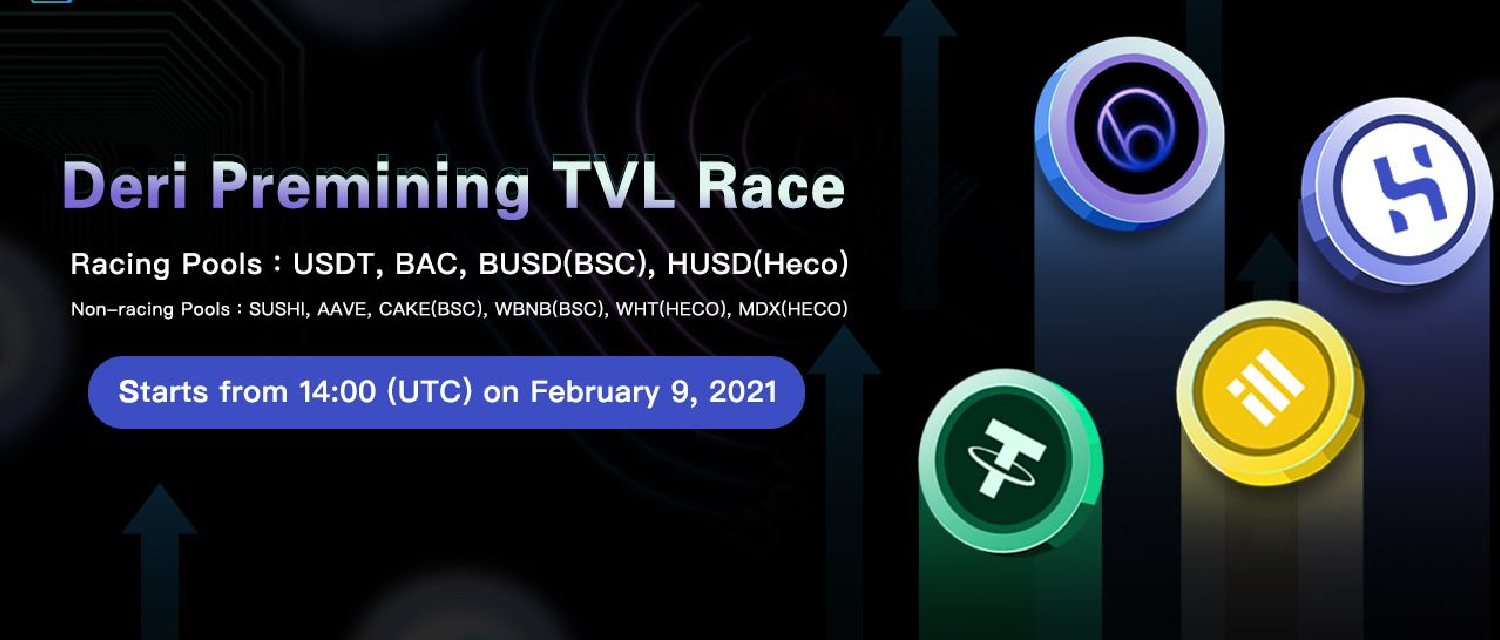 Deri Premining TVL Race
Racing Pools : USDT, BAC, BUSD(BSC), HUSD(Heco)
Non-racing Pools : SUSHI, AAVE, CAKE(BSC), WBNB(BSC), WHT(HECO), MDX(HECO)
Starts from 14:00 (UTC) on February 9, 2021